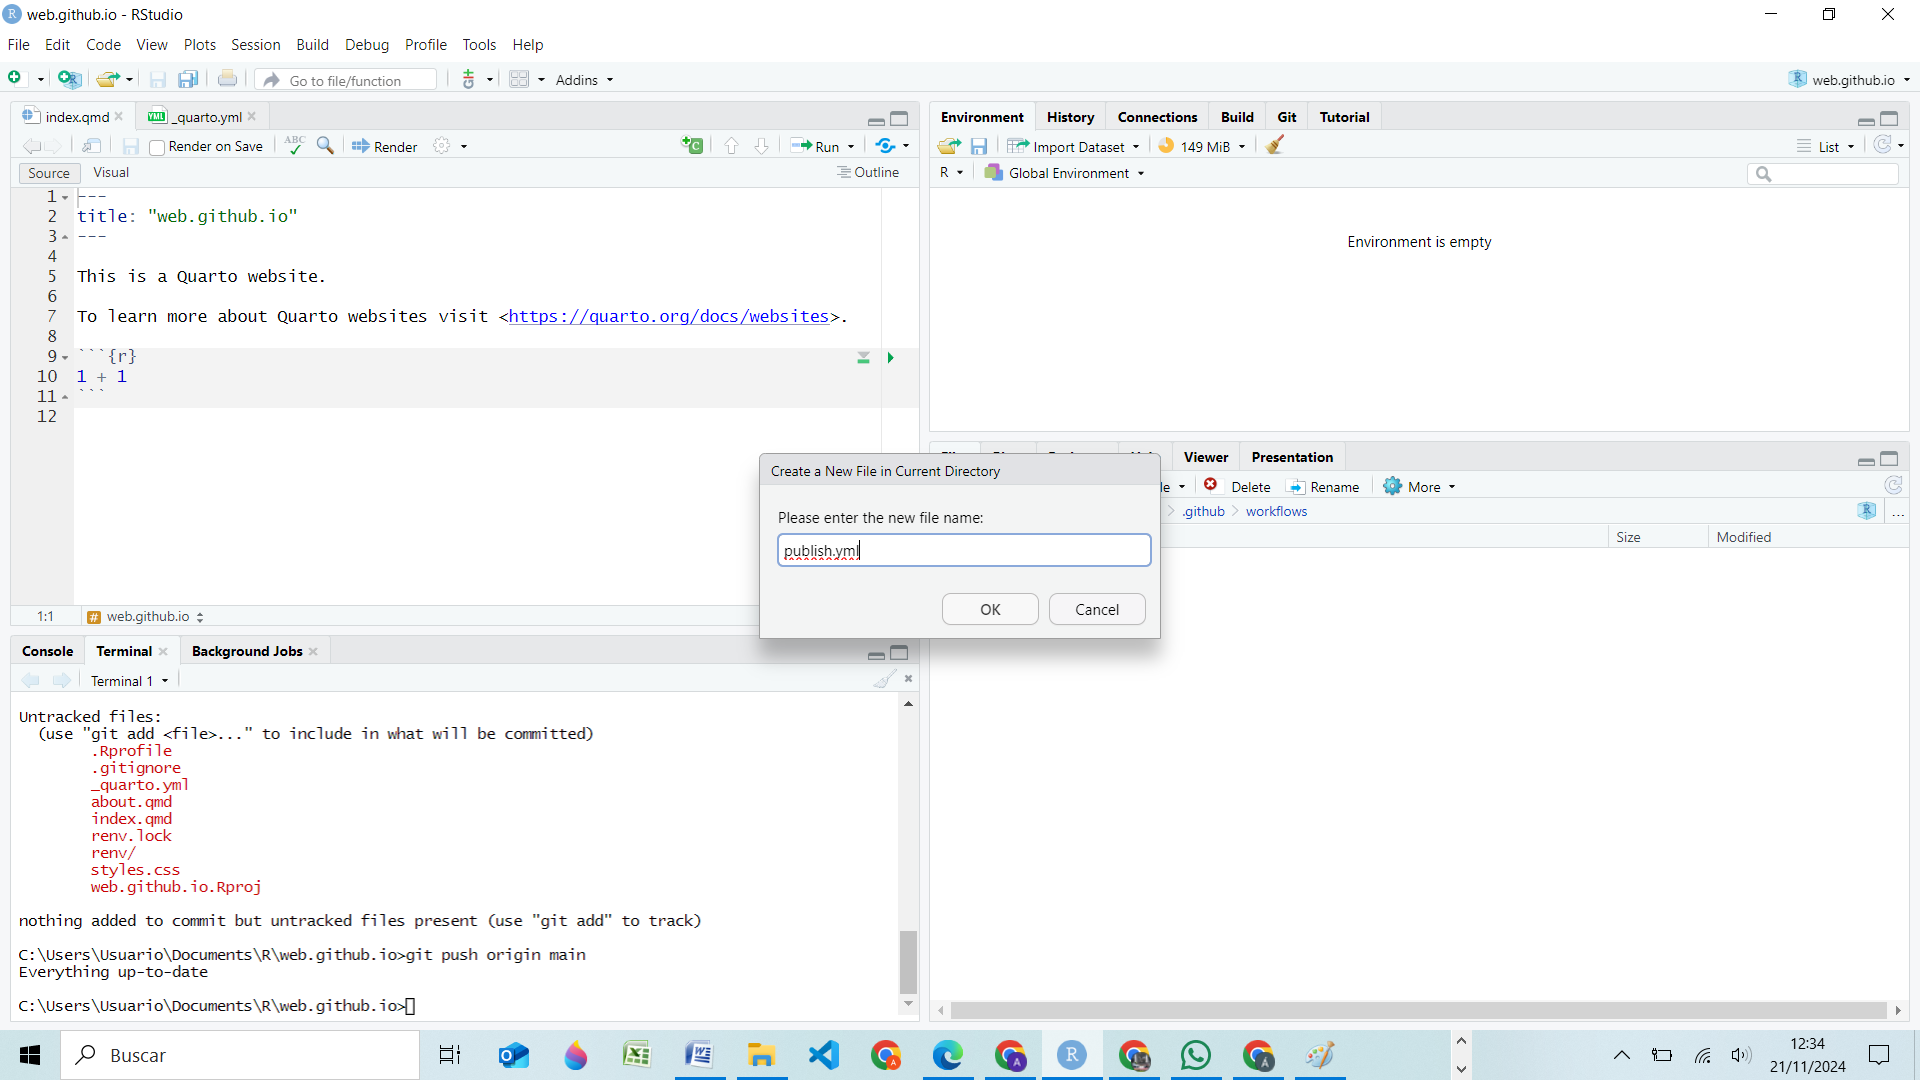 web.github.io - RStudio
File Edit Code View Plots Session Build Debug Profile Tools Help
Go to file/function Addins web.github.io
index.qmd _quarto.yml
Render on Save Render Run
Source Visual Outline
1 ---
2 title: "web.github.io"
3 ---
4
5 This is a Quarto website.
6
7 To learn more about Quarto websites visit <https://quarto.org/docs/websites>.
8
9 ```{r}
10 1 + 1
11 ```
12
1:1 web.github.io
Environment History Connections Build Git Tutorial
Import Dataset 149 MiB List
R Global Environment
Environment is empty
Viewer Presentation
Delete Rename More
.github workflows ...
Size Modified
Create a New File in Current Directory
Please enter the new file name:
publish.yml
OK Cancel
Console Terminal Background Jobs
Terminal 1
Untracked files:
(use "git add <file>..." to include in what will be committed)
.Rprofile
.gitignore
_quarto.yml
about.qmd
index.qmd
renv.lock
renv/
styles.css
web.github.io.Rproj
nothing added to commit but untracked files present (use "git add" to track)
C:\Users\Usuario\Documents\R\web.github.io>git push origin main
Everything up-to-date
C:\Users\Usuario\Documents\R\web.github.io>
Buscar
12:34
21/11/2024